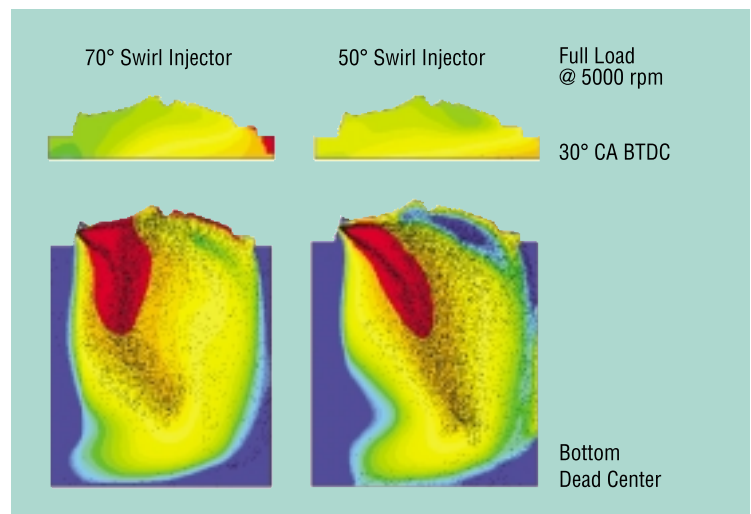 70° Swirl Injector
50° Swirl Injector
Full Load
@ 5000 rpm
30° CA BTDC
Bottom
Dead Center